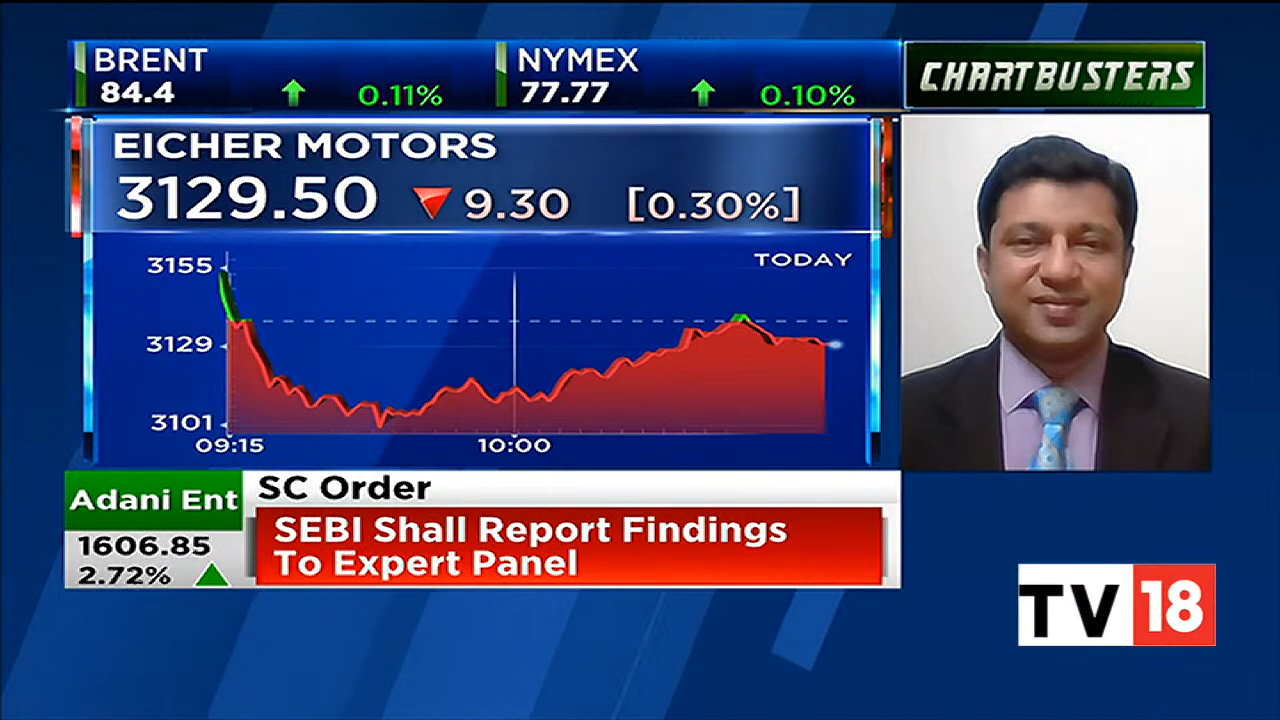 BRENT
84.4 0.11%
NYMEX
77.77 0.10%
CHARTBUSTERS
EICHER MOTORS
3129.50 9.30 [0.30%]
TODAY
3155
3129
3101
09:15 10:00
Adani Ent
1606.85
2.72%
SC Order
SEBI Shall Report Findings
To Expert Panel
TV18